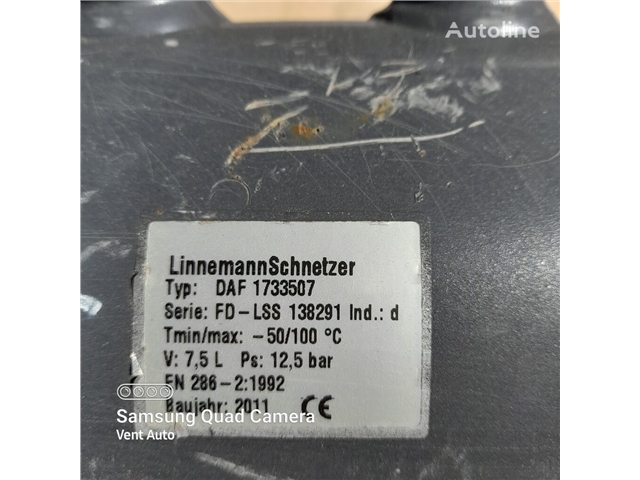 Autoline
LinnemannSchnetzer
Typ: DAF 1733507
Serie: FD-LSS 138291 Ind.: d
Tmin/max: -50/100 °C
V: 7,5 L Ps: 12,5 bar
EN 286-2:1992
Baujahr: 2011 CE
Samsung Quad Camera
Vent Auto